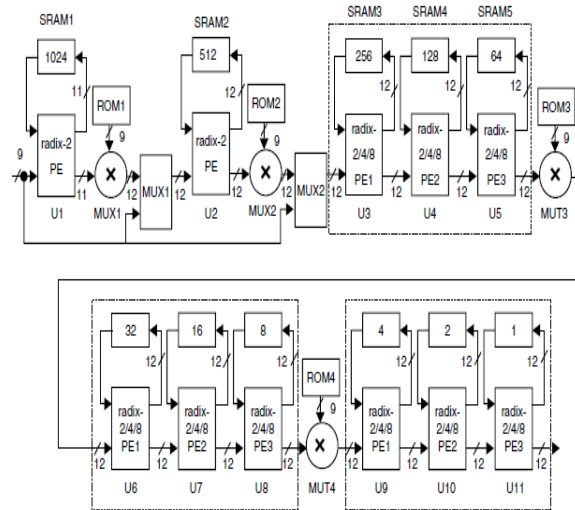 SRAM1
SRAM2
SRAM3 SRAM4 SRAM5
1024
512
256
128
64
11
12
12
12
12
ROM1
ROM2
ROM3
9
9
9
radix-2
PE
radix-2
PE
radix-
2/4/8
PE1
radix-
2/4/8
PE2
radix-
2/4/8
PE3
9
11
×
12
MUX1
12
12
×
12
MUX2
12
12
12
12
×
12
U1
MUX1
U2
MUX2
U3
U4
U5
MUT3
32
16
8
4
2
1
12
12
12
12
12
12
ROM4
9
radix-
2/4/8
PE1
radix-
2/4/8
PE2
radix-
2/4/8
PE3
×
radix-
2/4/8
PE1
radix-
2/4/8
PE2
radix-
2/4/8
PE3
12
12
12
12
12
12
12
12
U6
U7
U8
MUT4
U9
U10
U11